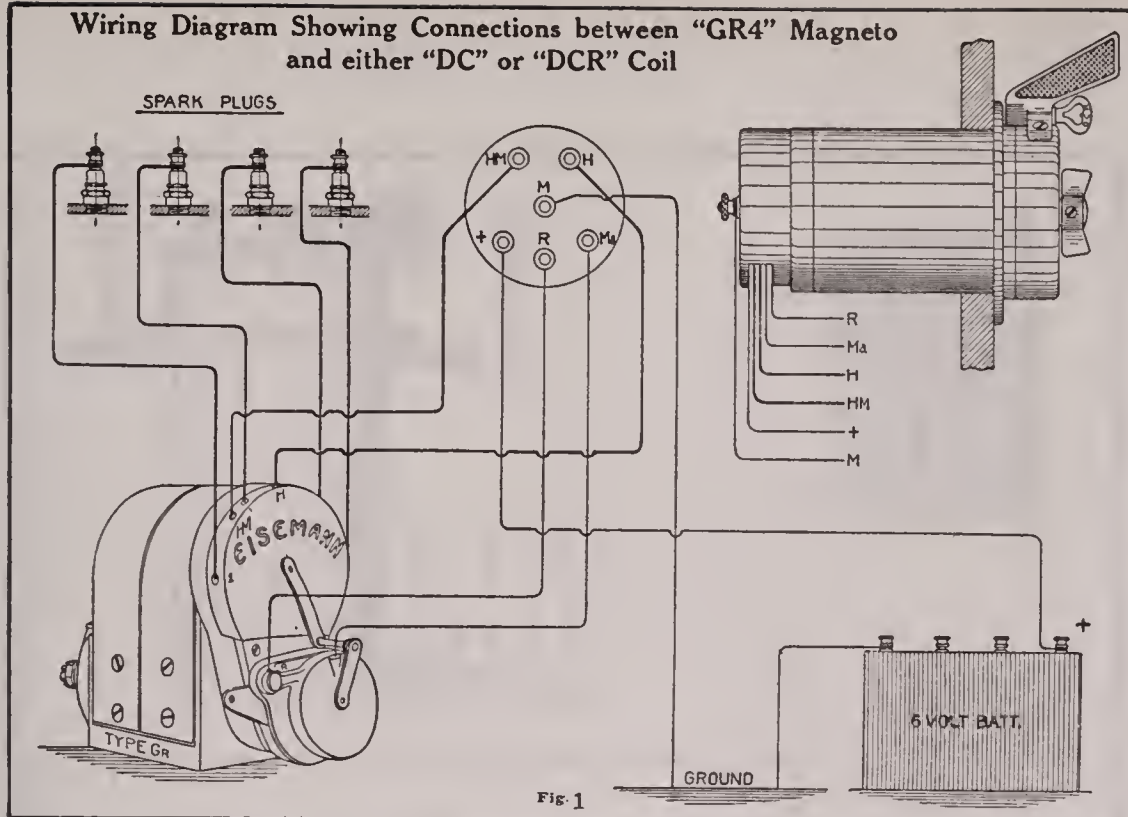 Wiring Diagram Showing Connections between "GR4" Magneto
and either "DC" or "DCR" Coil
SPARK PLUGS
HM
H
M
+
R
Ma
R
Ma
H
HM
+
M
H
HM
EISEMANN
1
R
TYPE GR
+
6 VOLT BATT.
GROUND
Fig. 1